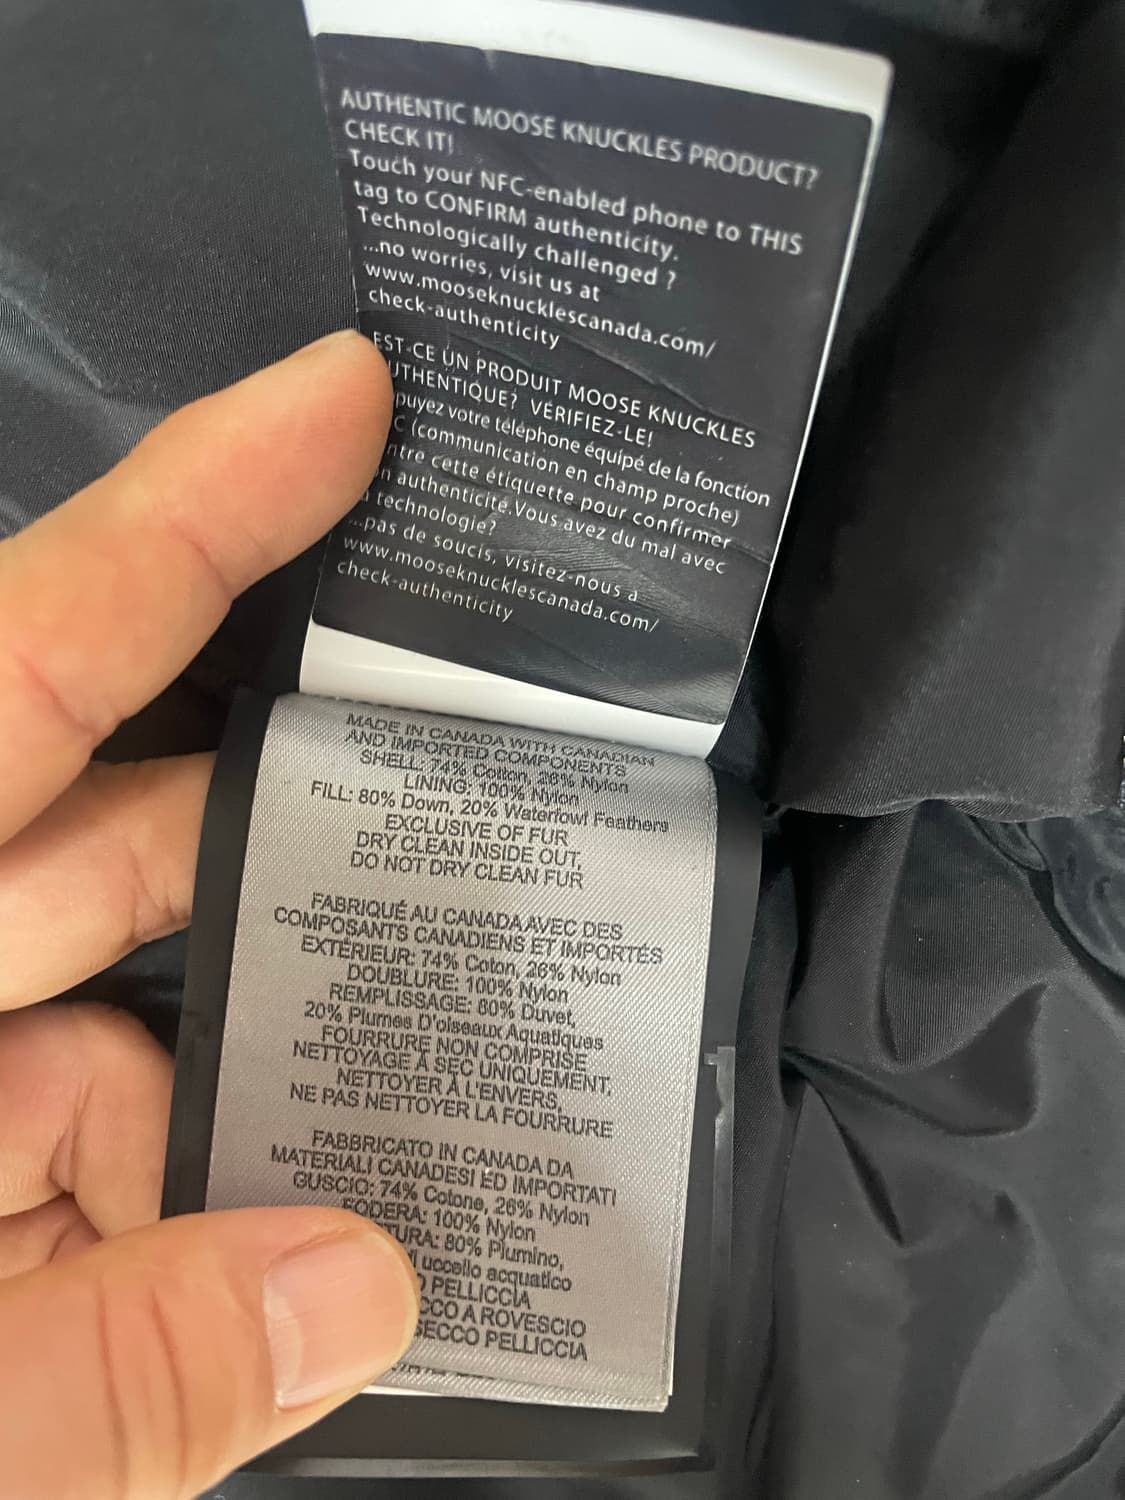 AUTHENTIC MOOSE KNUCKLES PRODUCT?
CHECK IT!
Touch your NFC-enabled phone to THIS
tag to CONFIRM authenticity.
Technologically challenged ?
...no worries, visit us at
www.mooseknucklescanada.com/
check-authenticity
EST-CE UN PRODUIT MOOSE KNUCKLES
UTHENTIQUE? VÉRIFIEZ-LE!
puyez votre téléphone équipé de la fonction
C (communication en champ proche)
ntre cette étiquette pour confirmer
n authenticité.Vous avez du mal avec
technologie?
...pas de soucis, visitez-nous a
www.mooseknucklescanada.com/
check-authenticity
MADE IN CANADA WITH CANADIAN
AND IMPORTED COMPONENTS
SHELL: 74% Cotton, 26% Nylon
LINING: 100% Nylon
FILL: 80% Down, 20% Waterfowl Feathers
EXCLUSIVE OF FUR
DRY CLEAN INSIDE OUT,
DO NOT DRY CLEAN FUR
FABRIQUÉ AU CANADA AVEC DES
COMPOSANTS CANADIENS ET IMPORTÉS
EXTÉRIEUR: 74% Coton, 26% Nylon
DOUBLURE: 100% Nylon
REMPLISSAGE: 80% Duvet,
20% Plumes D'oiseaux Aquatiques
FOURRURE NON COMPRISE
NETTOYAGE À SEC UNIQUEMENT,
NETTOYER À L'ENVERS,
NE PAS NETTOYER LA FOURRURE
FABBRICATO IN CANADA DA
MATERIALI CANADESI ED IMPORTATI
GUSCIO: 74% Cotone, 26% Nylon
FODERA: 100% Nylon
TURA: 80% Plumino,
uccello acquatico
PELLICCIA
CCO A ROVESCIO
SECCO PELLICCIA